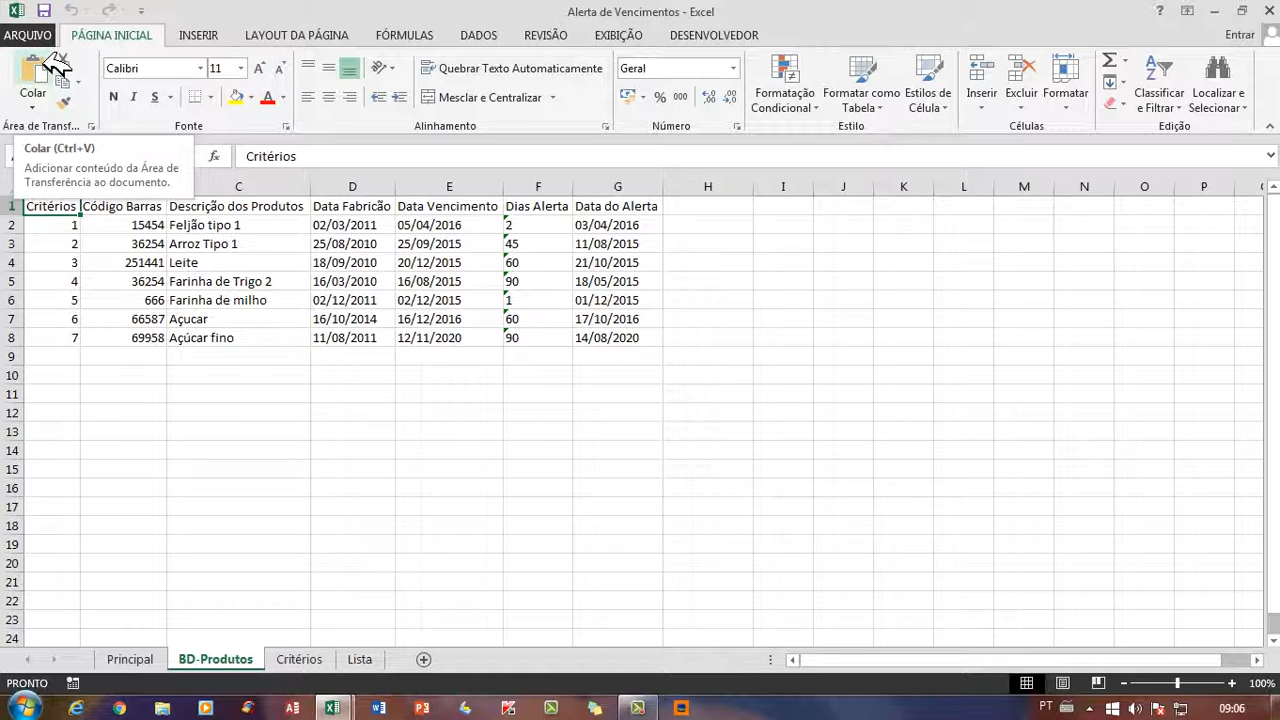 Alerta de Vencimentos - Excel
ARQUIVO PÁGINA INICIAL INSERIR LAYOUT DA PÁGINA FÓRMULAS DADOS REVISÃO EXIBIÇÃO DESENVOLVEDOR Entrar
Colar
Calibri 11
N I S A
Quebrar Texto Automaticamente
Mesclar e Centralizar
Geral
% 000
Formatação Condicional
Formatar como Tabela
Estilos de Célula
Inserir Excluir Formatar
Classificar e Filtrar
Localizar e Selecionar
Área de Transf... Fonte Alinhamento Número Estilo Células Edição
Colar (Ctrl+V)
Adicionar conteúdo da Área de
Transferência ao documento.
fx Critérios
C D E F G H I J K L M N O P
1 Critérios Código Barras Descrição dos Produtos Data Fabricão Data Vencimento Dias Alerta Data do Alerta
2 1 15454 Feljão tipo 1 02/03/2011 05/04/2016 2 03/04/2016
3 2 36254 Arroz Tipo 1 25/08/2010 25/09/2015 45 11/08/2015
4 3 251441 Leite 18/09/2010 20/12/2015 60 21/10/2015
5 4 36254 Farinha de Trigo 2 16/03/2010 16/08/2015 90 18/05/2015
6 5 666 Farinha de milho 02/12/2011 02/12/2015 1 01/12/2015
7 6 66587 Açucar 16/10/2014 16/12/2016 60 17/10/2016
8 7 69958 Açúcar fino 11/08/2011 12/11/2020 90 14/08/2020
9
10
11
12
13
14
15
16
17
18
19
20
21
22
23
24
Principal BD-Produtos Critérios Lista
PRONTO 100%
PT 09:06